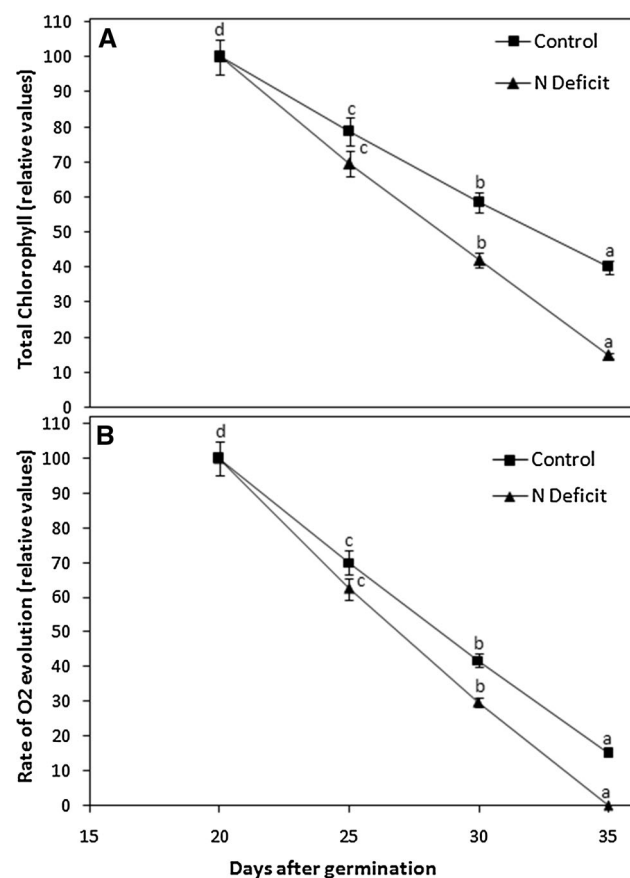 A
Total Chlorophyll (relative values)
110
100
90
80
70
60
50
40
30
20
10
0
Control
N Deficit
d
c
c
b
b
a
a
B
Rate of O2 evolution (relative values)
110
100
90
80
70
60
50
40
30
20
10
0
Control
N Deficit
d
c
c
b
b
a
a
15 20 25 30 35
Days after germination